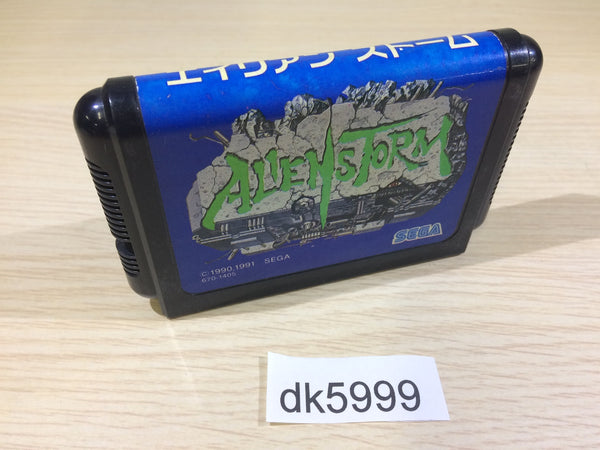 エイリアン ストーム
ALIEN STORM
SEGA
C 1990,1991 SEGA
670-1405
dk5999